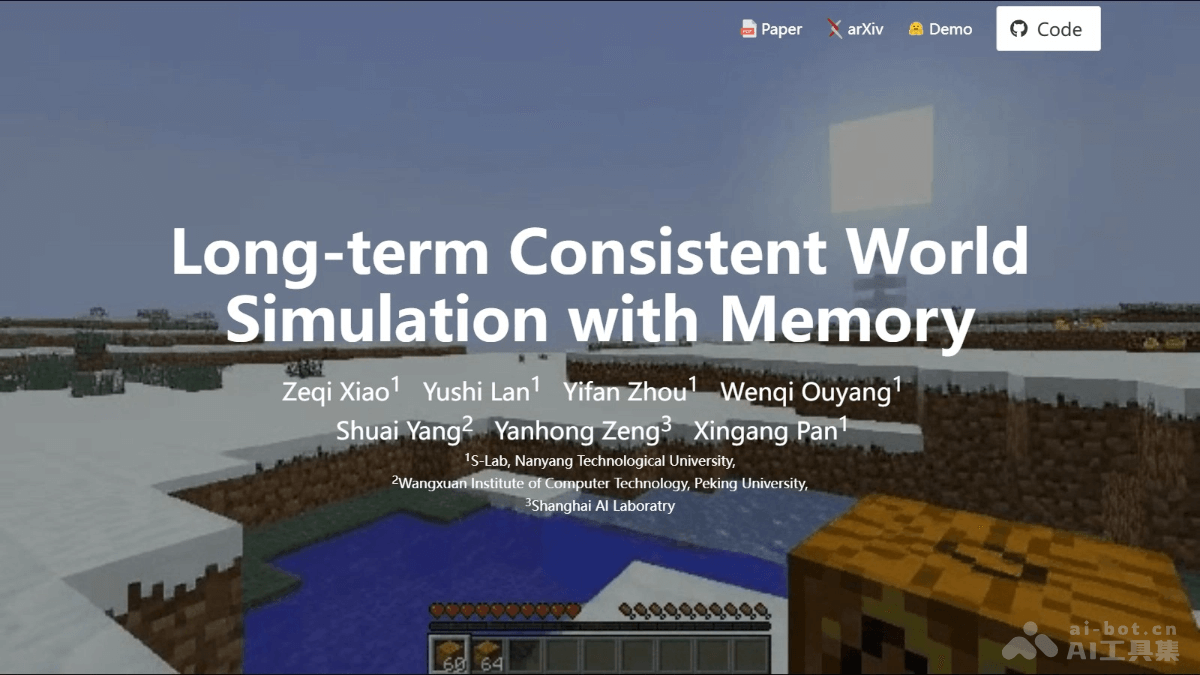 Paper arXiv Demo Code
Long-term Consistent World
Simulation with Memory
Zeqi Xiao1 Yushi Lan1 Yifan Zhou1 Wenqi Ouyang1
Shuai Yang2 Yanhong Zeng3 Xingang Pan1
1S-Lab, Nanyang Technological University,
2Wangxuan Institute of Computer Technology, Peking University,
3Shanghai AI Laboratry
60 64
ai-bot.cn
AI工具集